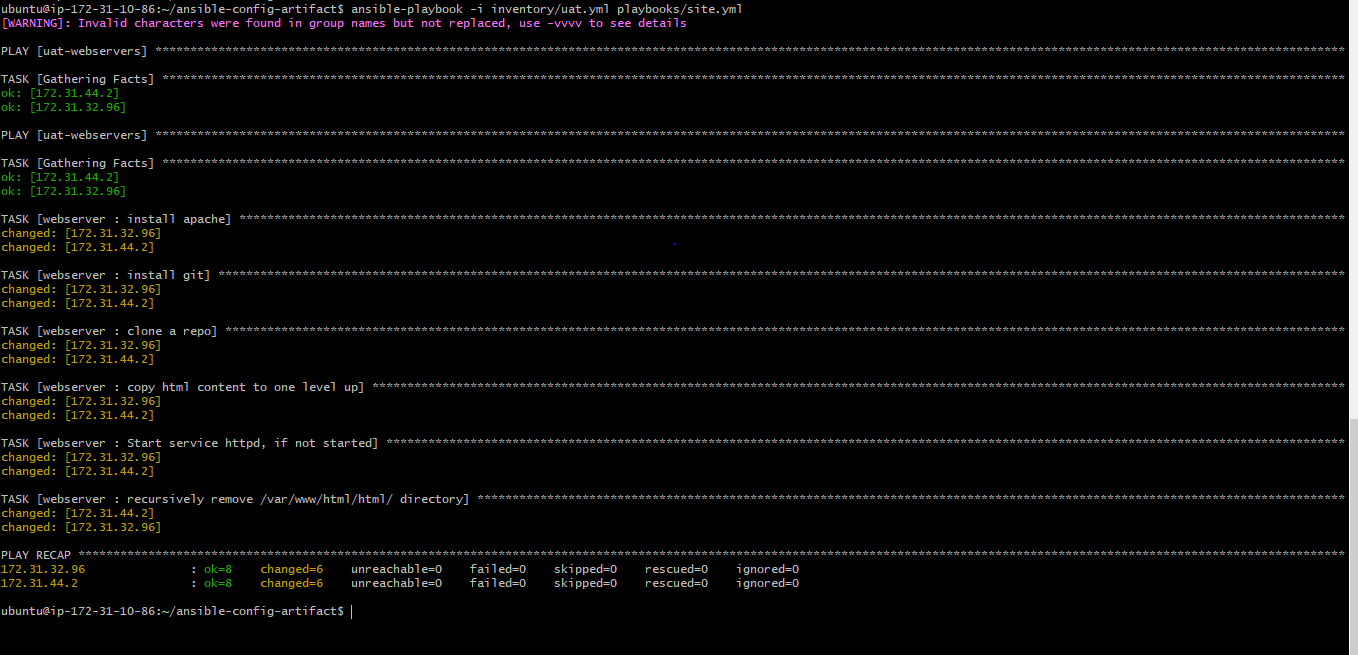 ubuntu@ip-172-31-10-86:~/ansible-config-artifact$ ansible-playbook -i inventory/uat.yml playbooks/site.yml
[WARNING]: Invalid characters were found in group names but not replaced, use -vvvv to see details
PLAY [uat-webservers] *************************************************************************************************************************************************************************
TASK [Gathering Facts] ************************************************************************************************************************************************************************
ok: [172.31.44.2]
ok: [172.31.32.96]
PLAY [uat-webservers] *************************************************************************************************************************************************************************
TASK [Gathering Facts] ************************************************************************************************************************************************************************
ok: [172.31.44.2]
ok: [172.31.32.96]
TASK [webserver : install apache] *************************************************************************************************************************************************************
changed: [172.31.32.96]
changed: [172.31.44.2]
TASK [webserver : install git] ****************************************************************************************************************************************************************
changed: [172.31.32.96]
changed: [172.31.44.2]
TASK [webserver : clone a repo] ***************************************************************************************************************************************************************
changed: [172.31.32.96]
changed: [172.31.44.2]
TASK [webserver : copy html content to one level up] ******************************************************************************************************************************************
changed: [172.31.32.96]
changed: [172.31.44.2]
TASK [webserver : Start service httpd, if not started] ****************************************************************************************************************************************
changed: [172.31.32.96]
changed: [172.31.44.2]
TASK [webserver : recursively remove /var/www/html/html/ directory] ***************************************************************************************************************************
changed: [172.31.44.2]
changed: [172.31.32.96]
PLAY RECAP ************************************************************************************************************************************************************************************
172.31.32.96               : ok=8    changed=6    unreachable=0    failed=0    skipped=0    rescued=0    ignored=0
172.31.44.2                : ok=8    changed=6    unreachable=0    failed=0    skipped=0    rescued=0    ignored=0
ubuntu@ip-172-31-10-86:~/ansible-config-artifact$